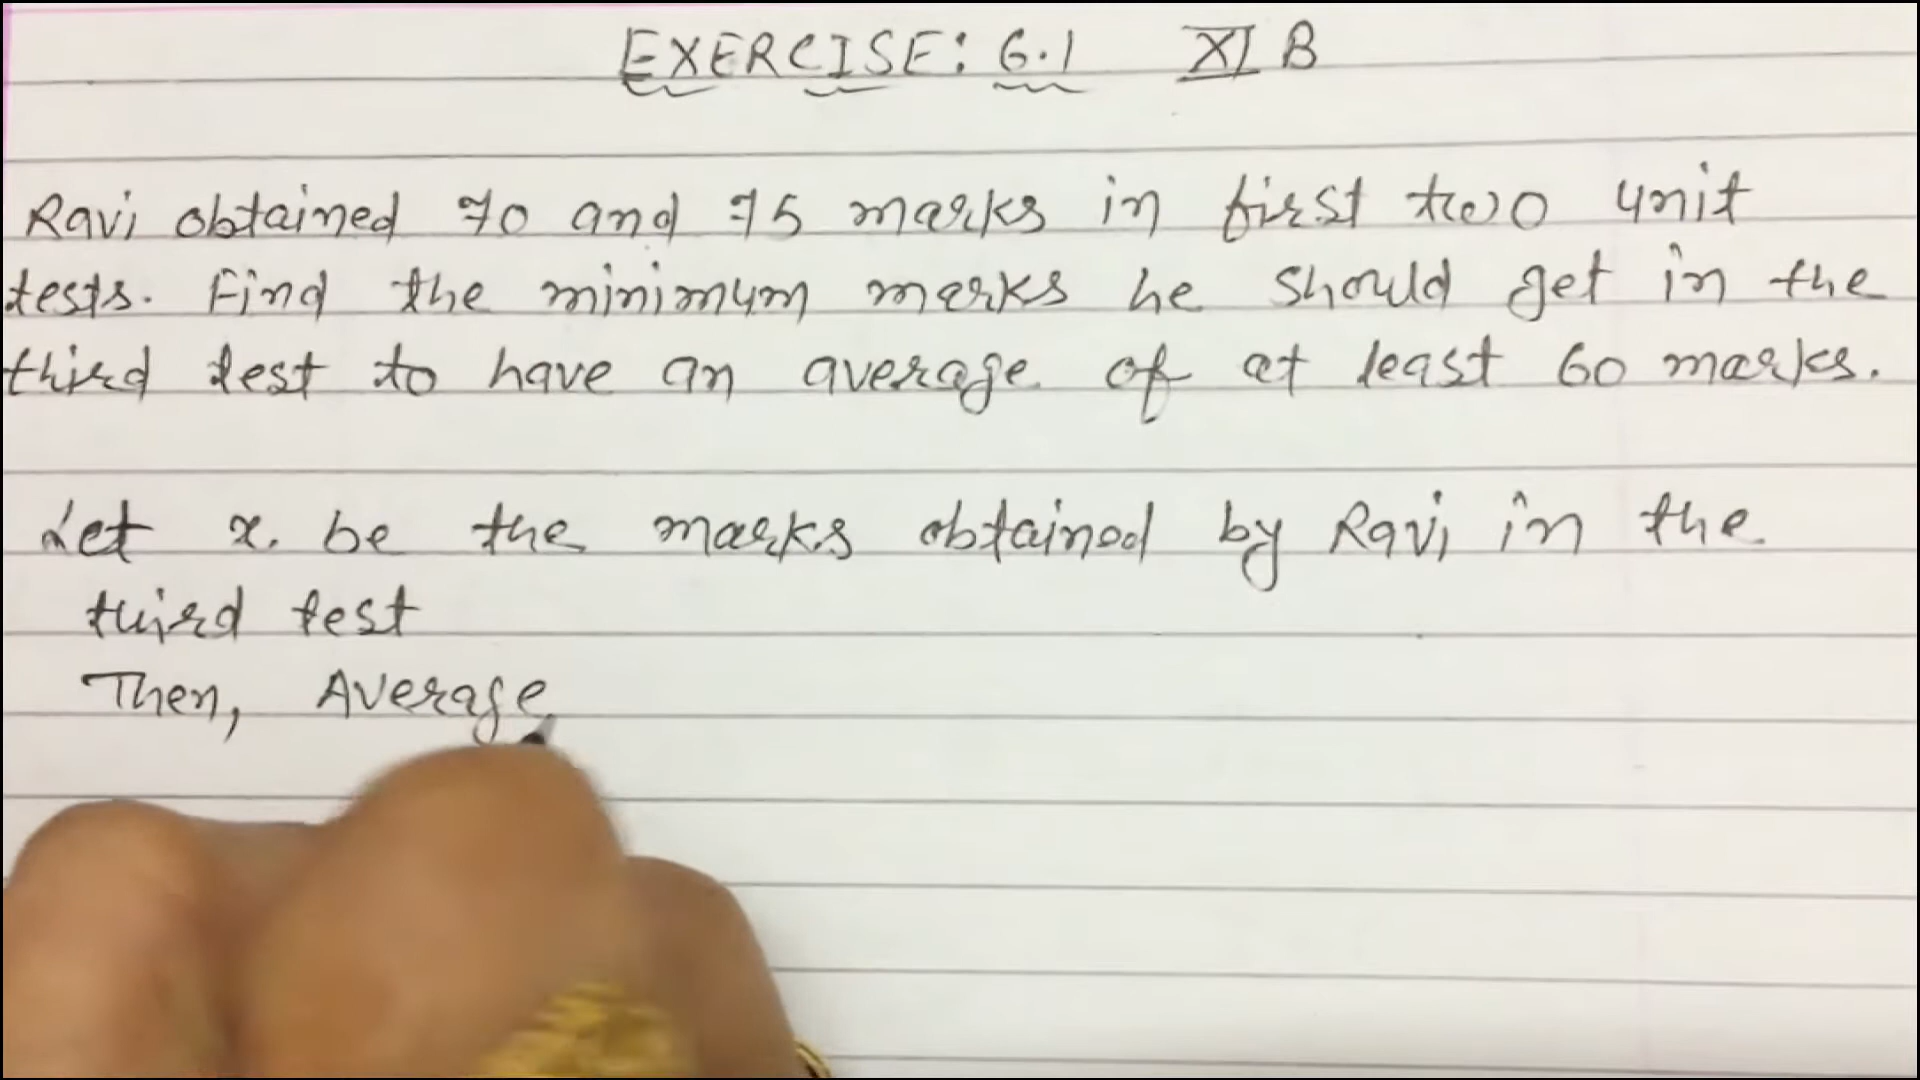 EXERCISE: 6.1 XI B
Ravi obtained 70 and 75 marks in first two unit
tests. Find the minimum marks he should get in the
third test to have an average of at least 60 marks.
Let x be the marks obtained by Ravi in the
third test
Then, Average